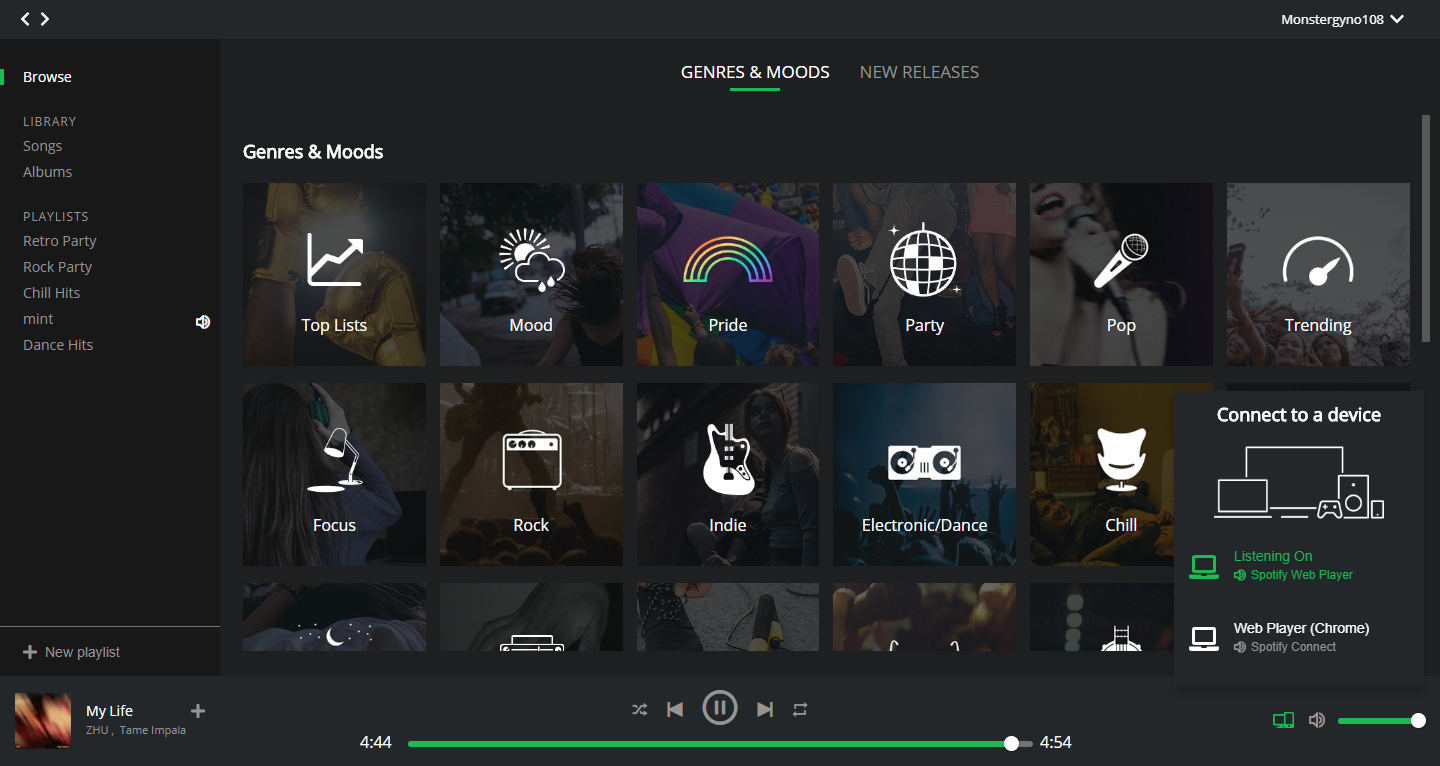 Monstergyno108
Browse
LIBRARY
Songs
Albums
PLAYLISTS
Retro Party
Rock Party
Chill Hits
mint
Dance Hits
New playlist
GENRES & MOODS
NEW RELEASES
Genres & Moods
Top Lists
Mood
Pride
Party
Pop
Trending
Focus
Rock
Indie
Electronic/Dance
Chill
Connect to a device
Listening On
Spotify Web Player
Web Player (Chrome)
Spotify Connect
My Life
ZHU , Tame Impala
4:44
4:54